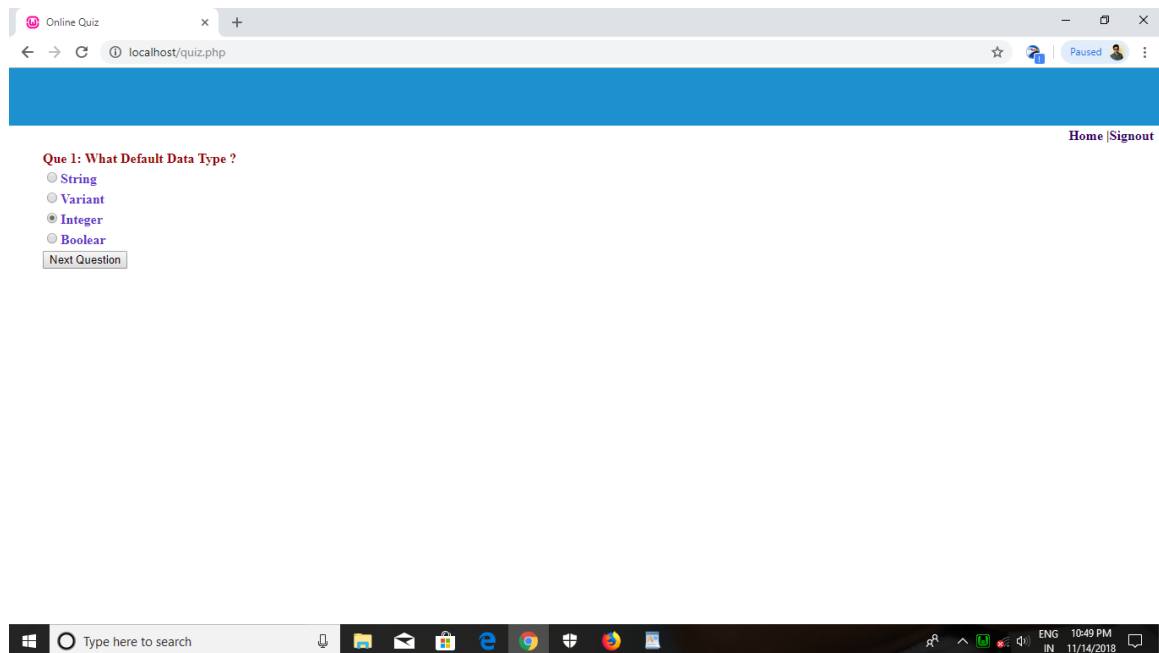 Online Quiz
localhost/quiz.php
Paused
Home |Signout
Que 1: What Default Data Type ?
String
Variant
Integer
Boolear
Next Question
Type here to search
ENG 10:49 PM
IN 11/14/2018